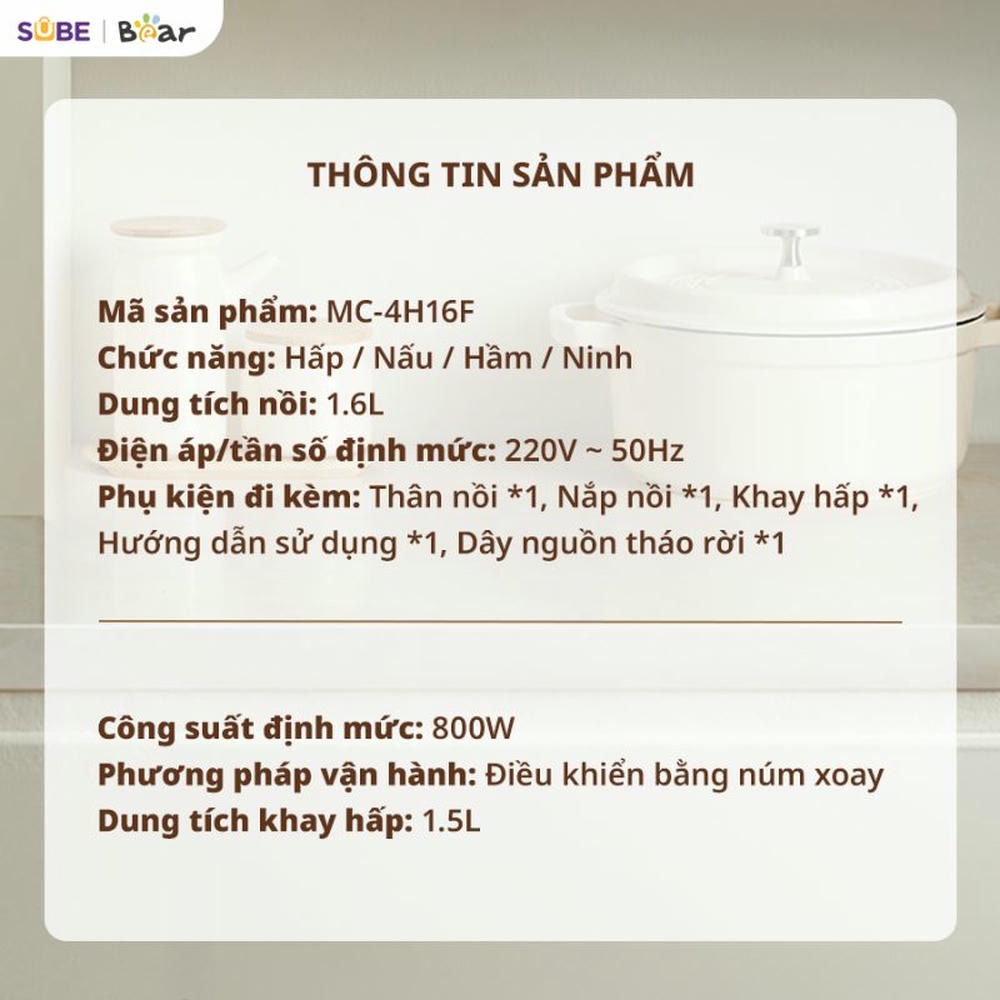 SUBE | Bear
THÔNG TIN SẢN PHẨM
Mã sản phẩm: MC-4H16F
Chức năng: Hấp / Nấu / Hầm / Ninh
Dung tích nồi: 1.6L
Điện áp/tần số định mức: 220V ~ 50Hz
Phụ kiện đi kèm: Thân nồi *1, Nắp nồi *1, Khay hấp *1,
Hướng dẫn sử dụng *1, Dây nguồn tháo rời *1
Công suất định mức: 800W
Phương pháp vận hành: Điều khiển bằng núm xoay
Dung tích khay hấp: 1.5L